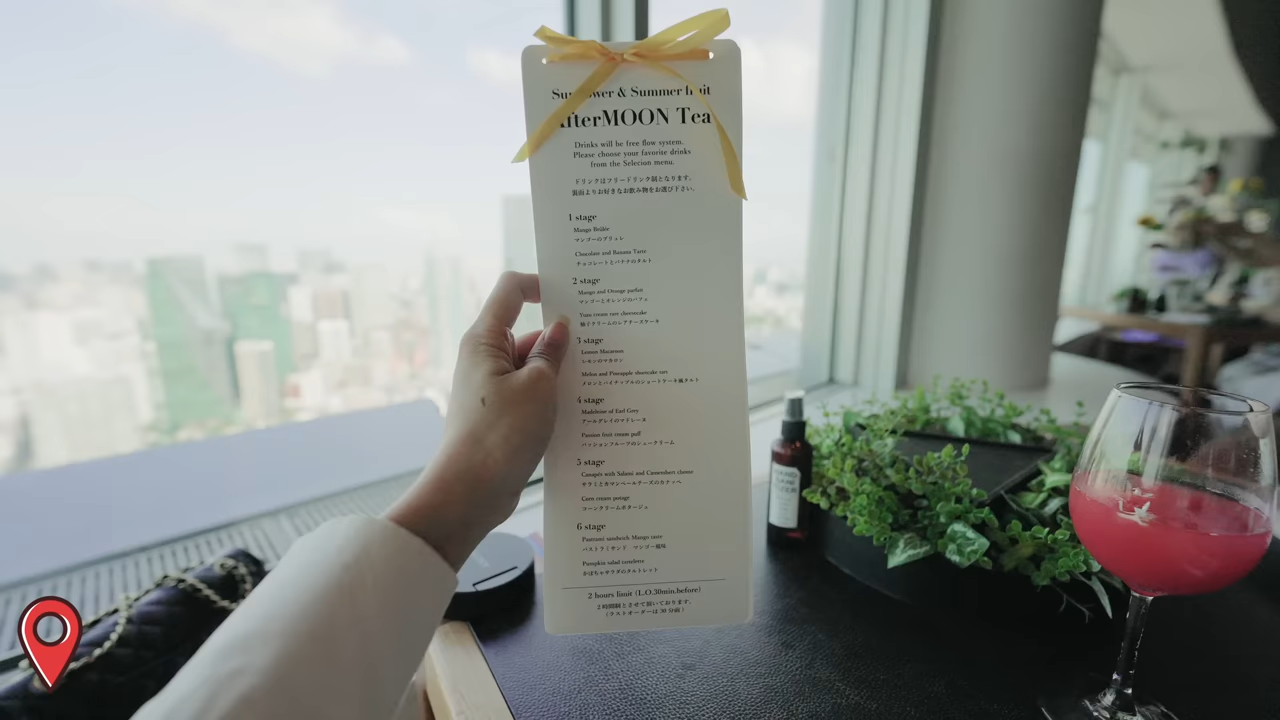 Sunflower & Summer fruit
AfterMOON Tea
Drinks will be free flow system.
Please choose your favorite drinks
from the Selecion menu.
ドリンクはフリードリンク制となります。
裏面よりお好きなお飲み物をお選び下さい。
1 stage
Mango Brûlée
マンゴーのブリュレ
Chocolate and Banana Tarte
チョコレートとバナナのタルト
2 stage
Mango and Orange parfait
マンゴーとオレンジのパフェ
Yuzu cream rare cheesecake
柚子クリームのレアチーズケーキ
3 stage
Lemon Macaroon
レモンのマカロン
Melon and Pineapple shortcake tart
メロンとパイナップルのショートケーキ風タルト
4 stage
Madeleine of Earl Grey
アールグレイのマドレーヌ
Passion fruit cream puff
パッションフルーツのシュークリーム
5 stage
Canapés with Salami and Camembert cheese
サラミとカマンベールチーズのカナッペ
Corn cream potage
コーンクリームポタージュ
6 stage
Pastrami sandwich Mango taste
パストラミサンド マンゴー風味
Pumpkin salad tartelette
かぼちゃサラダのタルトレット
2 hours limit (L.O.30min.before)
2時間制とさせて頂いております。
(ラストオーダーは30分前)
HAND
SANI